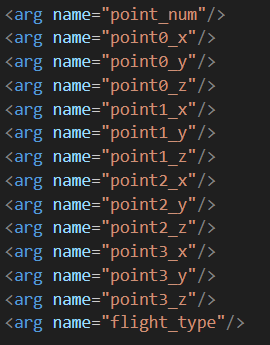 <arg name="point_num"/>
<arg name="point0_x"/>
<arg name="point0_y"/>
<arg name="point0_z"/>
<arg name="point1_x"/>
<arg name="point1_y"/>
<arg name="point1_z"/>
<arg name="point2_x"/>
<arg name="point2_y"/>
<arg name="point2_z"/>
<arg name="point3_x"/>
<arg name="point3_y"/>
<arg name="point3_z"/>
<arg name="flight_type"/>